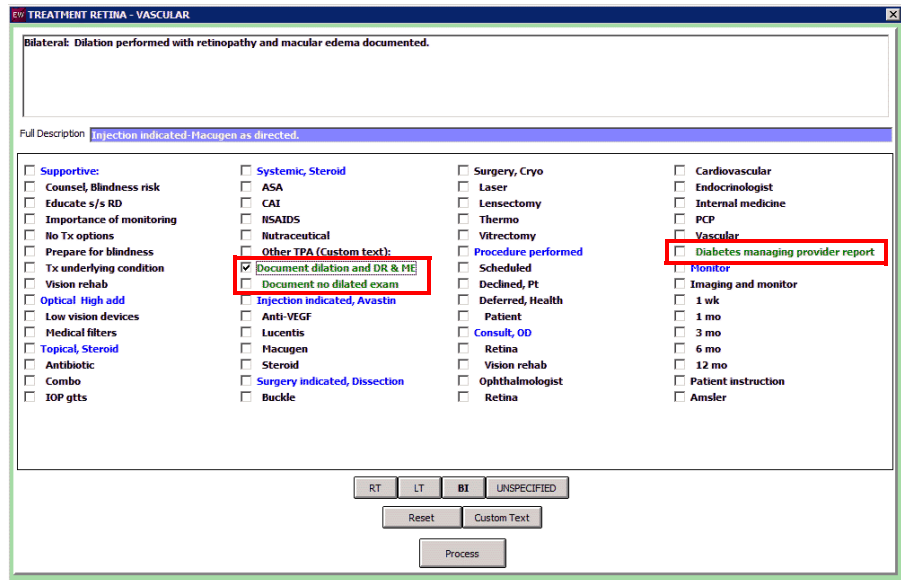 EW TREATMENT RETINA - VASCULAR
Bilateral: Dilation performed with retinopathy and macular edema documented.
Full Description Injection indicated-Macugen as directed.
Supportive:
Counsel, Blindness risk
Educate s/s RD
Importance of monitoring
No Tx options
Prepare for blindness
Tx underlying condition
Vision rehab
Optical High add
Low vision devices
Medical filters
Topical, Steroid
Antibiotic
Combo
IOP gtts
Systemic, Steroid
ASA
CAI
NSAIDS
Nutraceutical
Other TPA (Custom text):
Document dilation and DR & ME
Document no dilated exam
Injection indicated, Avastin
Anti-VEGF
Lucentis
Macugen
Steroid
Surgery indicated, Dissection
Buckle
Surgery, Cryo
Laser
Lensectomy
Thermo
Vitrectomy
Procedure performed
Scheduled
Declined, Pt
Deferred, Health
Patient
Consult, OD
Retina
Vision rehab
Ophthalmologist
Retina
Cardiovascular
Endocrinologist
Internal medicine
PCP
Vascular
Diabetes managing provider report
Monitor
Imaging and monitor
1 wk
1 mo
3 mo
6 mo
12 mo
Patient instruction
Amsler
RT LT BI UNSPECIFIED
Reset Custom Text
Process